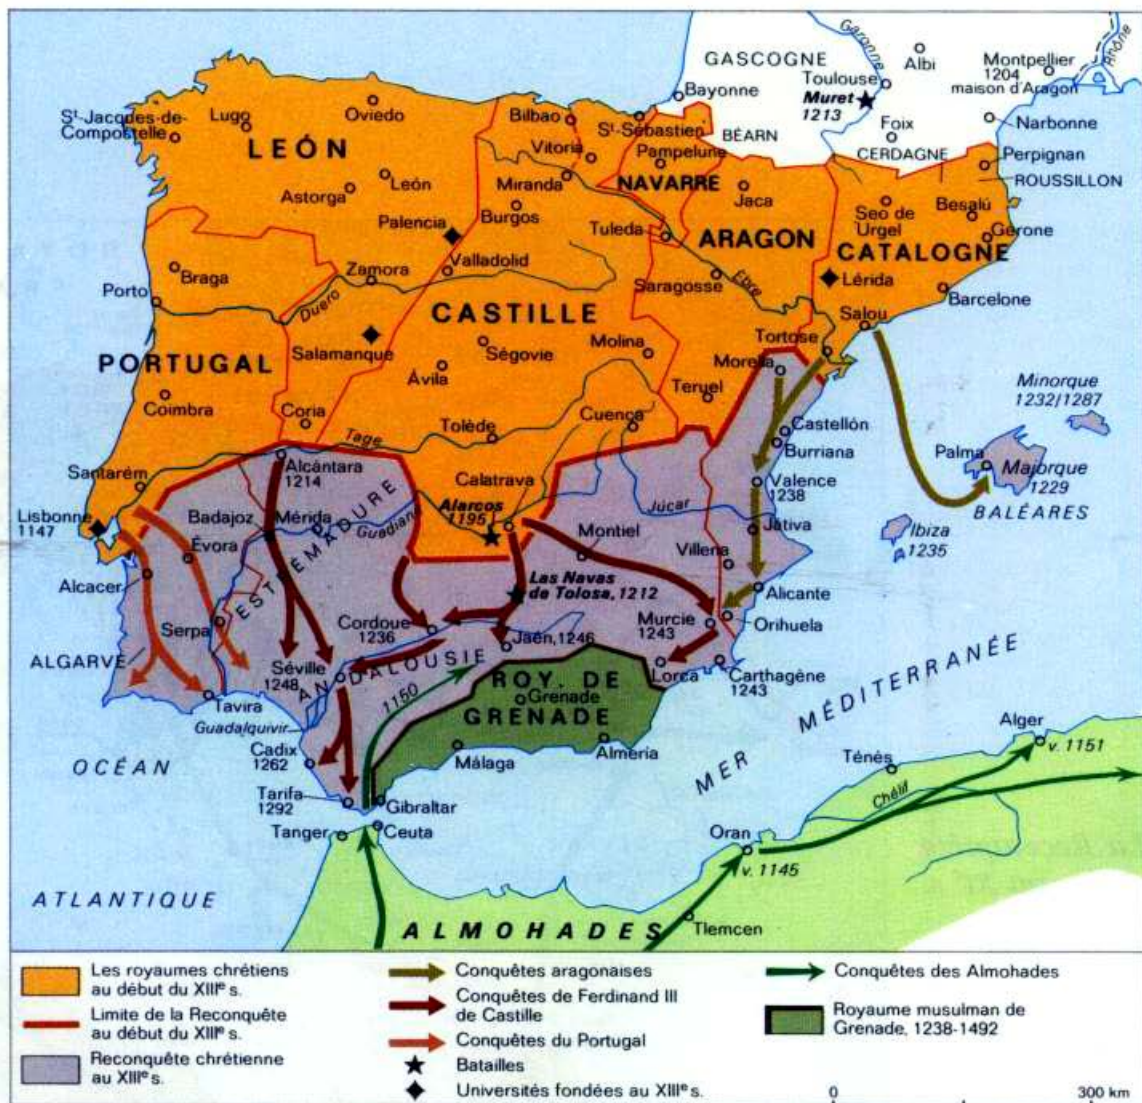 GASCOGNE
Garonne
Albi
Montpellier
1204
maison d'Aragon
Rhône
Toulouse
Muret
1213
Bayonne
Narbonne
Foix
CERDAGNE
BÉARN
Perpignan
ROUSSILLON
St-Jacques-de-
Compostelle
Lugo
Oviedo
Bilbao
St-Sébastien
LEÓN
Vitoria
Pampelune
NAVARRE
Astorga
León
Miranda
Jaca
Burgos
Palencia
Seo de
Urgel
Besalú
Gérone
Tuleda
ARAGON
CATALOGNE
Braga
Zamora
Valladolid
Saragosse
Èbre
Lérida
Barcelone
Porto
Duero
CASTILLE
Salou
Tortose
Salamanque
Ségovie
Molina
Morella
PORTUGAL
Ávila
Teruel
Minorque
1232/1287
Coimbra
Coria
Tolède
Cuença
Castellón
Tage
Burriana
Palma
Majorque
1229
Santarém
Alcántara
1214
Calatrava
Valence
1238
BALÉARES
Lisbonne
1147
Badajoz
Mérida
Guadiana
Alarcos
1195
Júcar
Játiva
Ibiza
1235
ESTRÉMADURE
Montiel
Évora
Villena
Alcacer
Las Navas
de Tolosa, 1212
Alicante
Serpa
Cordoue
1236
Murcie
1243
Orihuela
Jaén, 1246
ALGARVE
Séville
1248
ANDALOUSIE
Lorca
Carthagène
1243
1150
ROY. DE
GRENADE
Grenade
Tavira
Guadalquivir
MER MÉDITERRANÉE
Cadix
1262
Málaga
Almería
Alger
v. 1151
OCÉAN
Ténés
Chélif
Tarifa
1292
Gibraltar
Tanger
Ceuta
Oran
v. 1145
ATLANTIQUE
ALMOHADES
Tlemcen
Les royaumes chrétiens
au début du XIIIe s.
Limite de la Reconquête
au début du XIIIe s.
Reconquête chrétienne
au XIIIe s.
Conquêtes aragonaises
Conquêtes de Ferdinand III
de Castille
Conquêtes du Portugal
Batailles
Universités fondées au XIIIe s.
Conquêtes des Almohades
Royaume musulman de
Grenade, 1238-1492
0
300 km